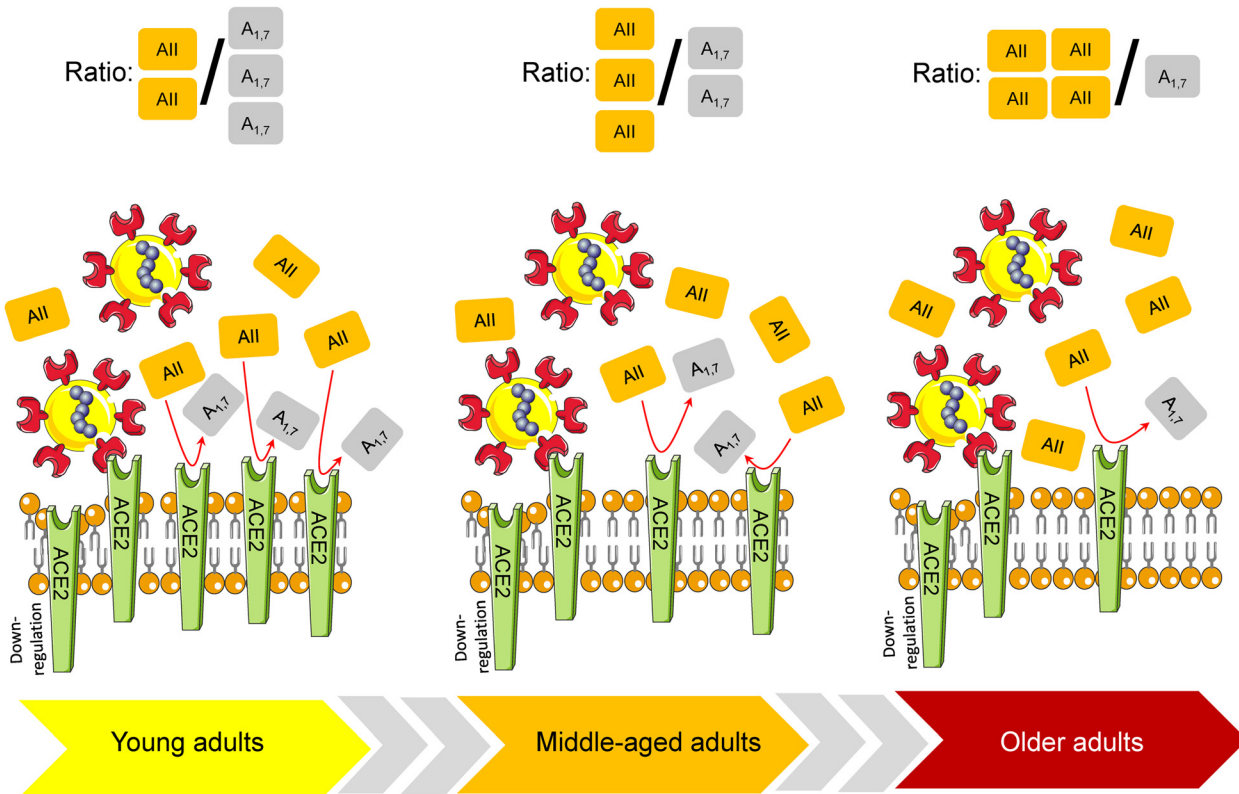 Ratio: AII AII / A1,7 A1,7 A1,7
Ratio: AII AII AII / A1,7 A1,7
Ratio: AII AII AII AII / A1,7
AII
AII
AII
AII
AII
A1,7
A1,7
A1,7
ACE2
ACE2
ACE2
ACE2
ACE2
Down-
regulation
AII
AII
AII
AII
AII
A1,7
A1,7
ACE2
ACE2
ACE2
ACE2
Down-
regulation
AII
AII
AII
AII
AII
A1,7
ACE2
ACE2
ACE2
Down-
regulation
Young adults
Middle-aged adults
Older adults